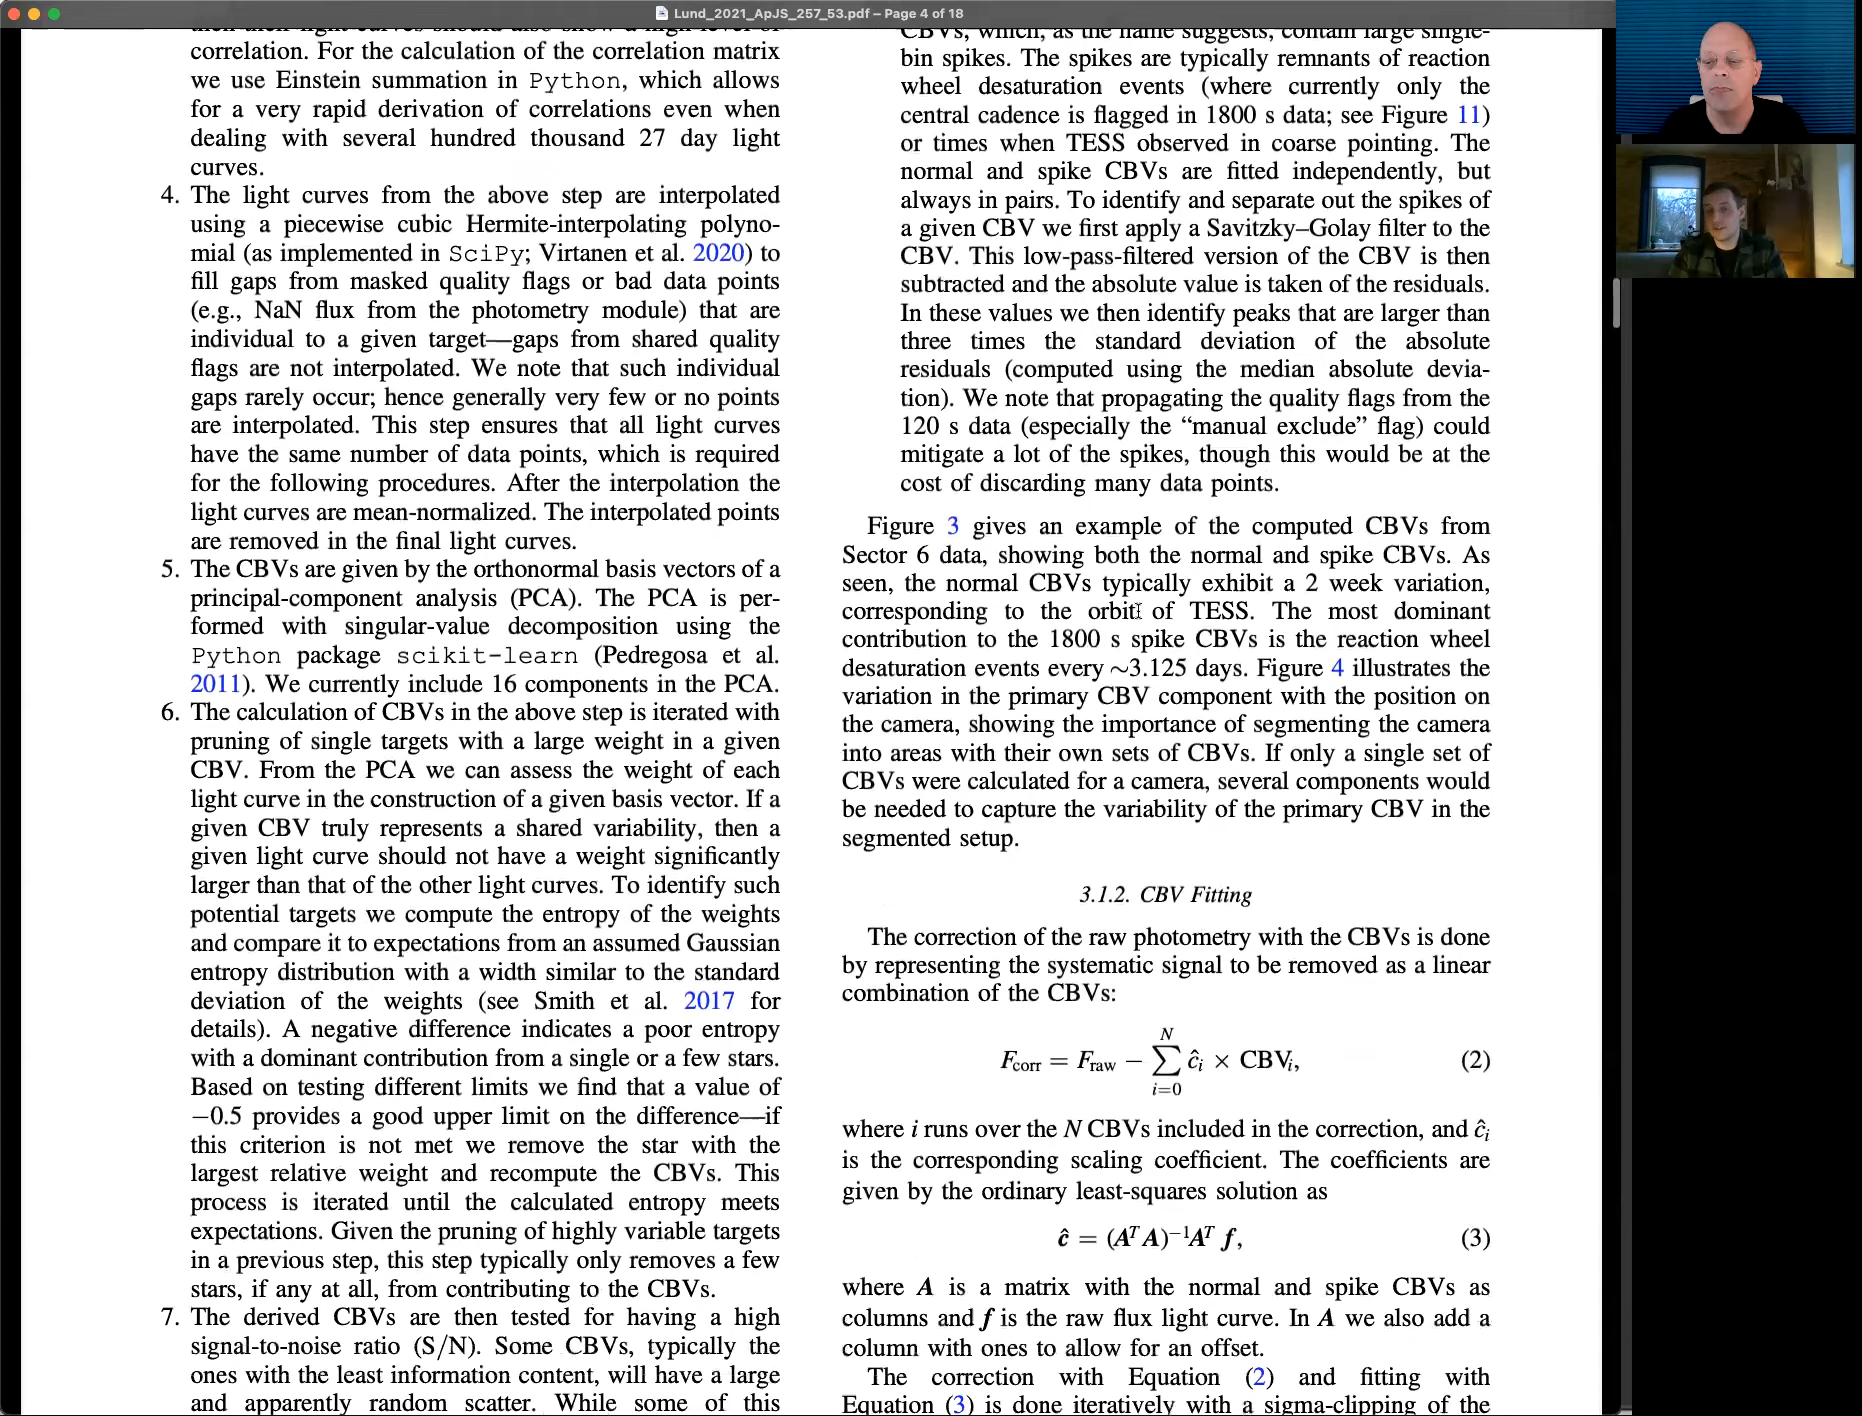 Lund_2021_ApJS_257_53.pdf – Page 4 of 18
correlation. For the calculation of the correlation matrix
we use Einstein summation in Python, which allows
for a very rapid derivation of correlations even when
dealing with several hundred thousand 27 day light
curves.
4. The light curves from the above step are interpolated
using a piecewise cubic Hermite-interpolating polyno-
mial (as implemented in SciPy; Virtanen et al. 2020) to
fill gaps from masked quality flags or bad data points
(e.g., NaN flux from the photometry module) that are
individual to a given target—gaps from shared quality
flags are not interpolated. We note that such individual
gaps rarely occur; hence generally very few or no points
are interpolated. This step ensures that all light curves
have the same number of data points, which is required
for the following procedures. After the interpolation the
light curves are mean-normalized. The interpolated points
are removed in the final light curves.
5. The CBVs are given by the orthonormal basis vectors of a
principal-component analysis (PCA). The PCA is per-
formed with singular-value decomposition using the
Python package scikit-learn (Pedregosa et al.
2011). We currently include 16 components in the PCA.
6. The calculation of CBVs in the above step is iterated with
pruning of single targets with a large weight in a given
CBV. From the PCA we can assess the weight of each
light curve in the construction of a given basis vector. If a
given CBV truly represents a shared variability, then a
given light curve should not have a weight significantly
larger than that of the other light curves. To identify such
potential targets we compute the entropy of the weights
and compare it to expectations from an assumed Gaussian
entropy distribution with a width similar to the standard
deviation of the weights (see Smith et al. 2017 for
details). A negative difference indicates a poor entropy
with a dominant contribution from a single or a few stars.
Based on testing different limits we find that a value of
−0.5 provides a good upper limit on the difference—if
this criterion is not met we remove the star with the
largest relative weight and recompute the CBVs. This
process is iterated until the calculated entropy meets
expectations. Given the pruning of highly variable targets
in a previous step, this step typically only removes a few
stars, if any at all, from contributing to the CBVs.
7. The derived CBVs are then tested for having a high
signal-to-noise ratio (S/N). Some CBVs, typically the
ones with the least information content, will have a large
and apparently random scatter. While some of this
CBVs, which, as the name suggests, contain large single-
bin spikes. The spikes are typically remnants of reaction
wheel desaturation events (where currently only the
central cadence is flagged in 1800 s data; see Figure 11)
or times when TESS observed in coarse pointing. The
normal and spike CBVs are fitted independently, but
always in pairs. To identify and separate out the spikes of
a given CBV we first apply a Savitzky–Golay filter to the
CBV. This low-pass-filtered version of the CBV is then
subtracted and the absolute value is taken of the residuals.
In these values we then identify peaks that are larger than
three times the standard deviation of the absolute
residuals (computed using the median absolute devia-
tion). We note that propagating the quality flags from the
120 s data (especially the “manual exclude” flag) could
mitigate a lot of the spikes, though this would be at the
cost of discarding many data points.
Figure 3 gives an example of the computed CBVs from
Sector 6 data, showing both the normal and spike CBVs. As
seen, the normal CBVs typically exhibit a 2 week variation,
corresponding to the orbit of TESS. The most dominant
contribution to the 1800 s spike CBVs is the reaction wheel
desaturation events every ~3.125 days. Figure 4 illustrates the
variation in the primary CBV component with the position on
the camera, showing the importance of segmenting the camera
into areas with their own sets of CBVs. If only a single set of
CBVs were calculated for a camera, several components would
be needed to capture the variability of the primary CBV in the
segmented setup.
3.1.2. CBV Fitting
The correction of the raw photometry with the CBVs is done
by representing the systematic signal to be removed as a linear
combination of the CBVs:
F_corr = F_raw − ∑_{i=0}^{N} ĉ_i × CBV_i, (2)
where i runs over the N CBVs included in the correction, and ĉ_i
is the corresponding scaling coefficient. The coefficients are
given by the ordinary least-squares solution as
ĉ = (A^T A)^−1 A^T f, (3)
where A is a matrix with the normal and spike CBVs as
columns and f is the raw flux light curve. In A we also add a
column with ones to allow for an offset.
The correction with Equation (2) and fitting with
Equation (3) is done iteratively with a sigma-clipping of the